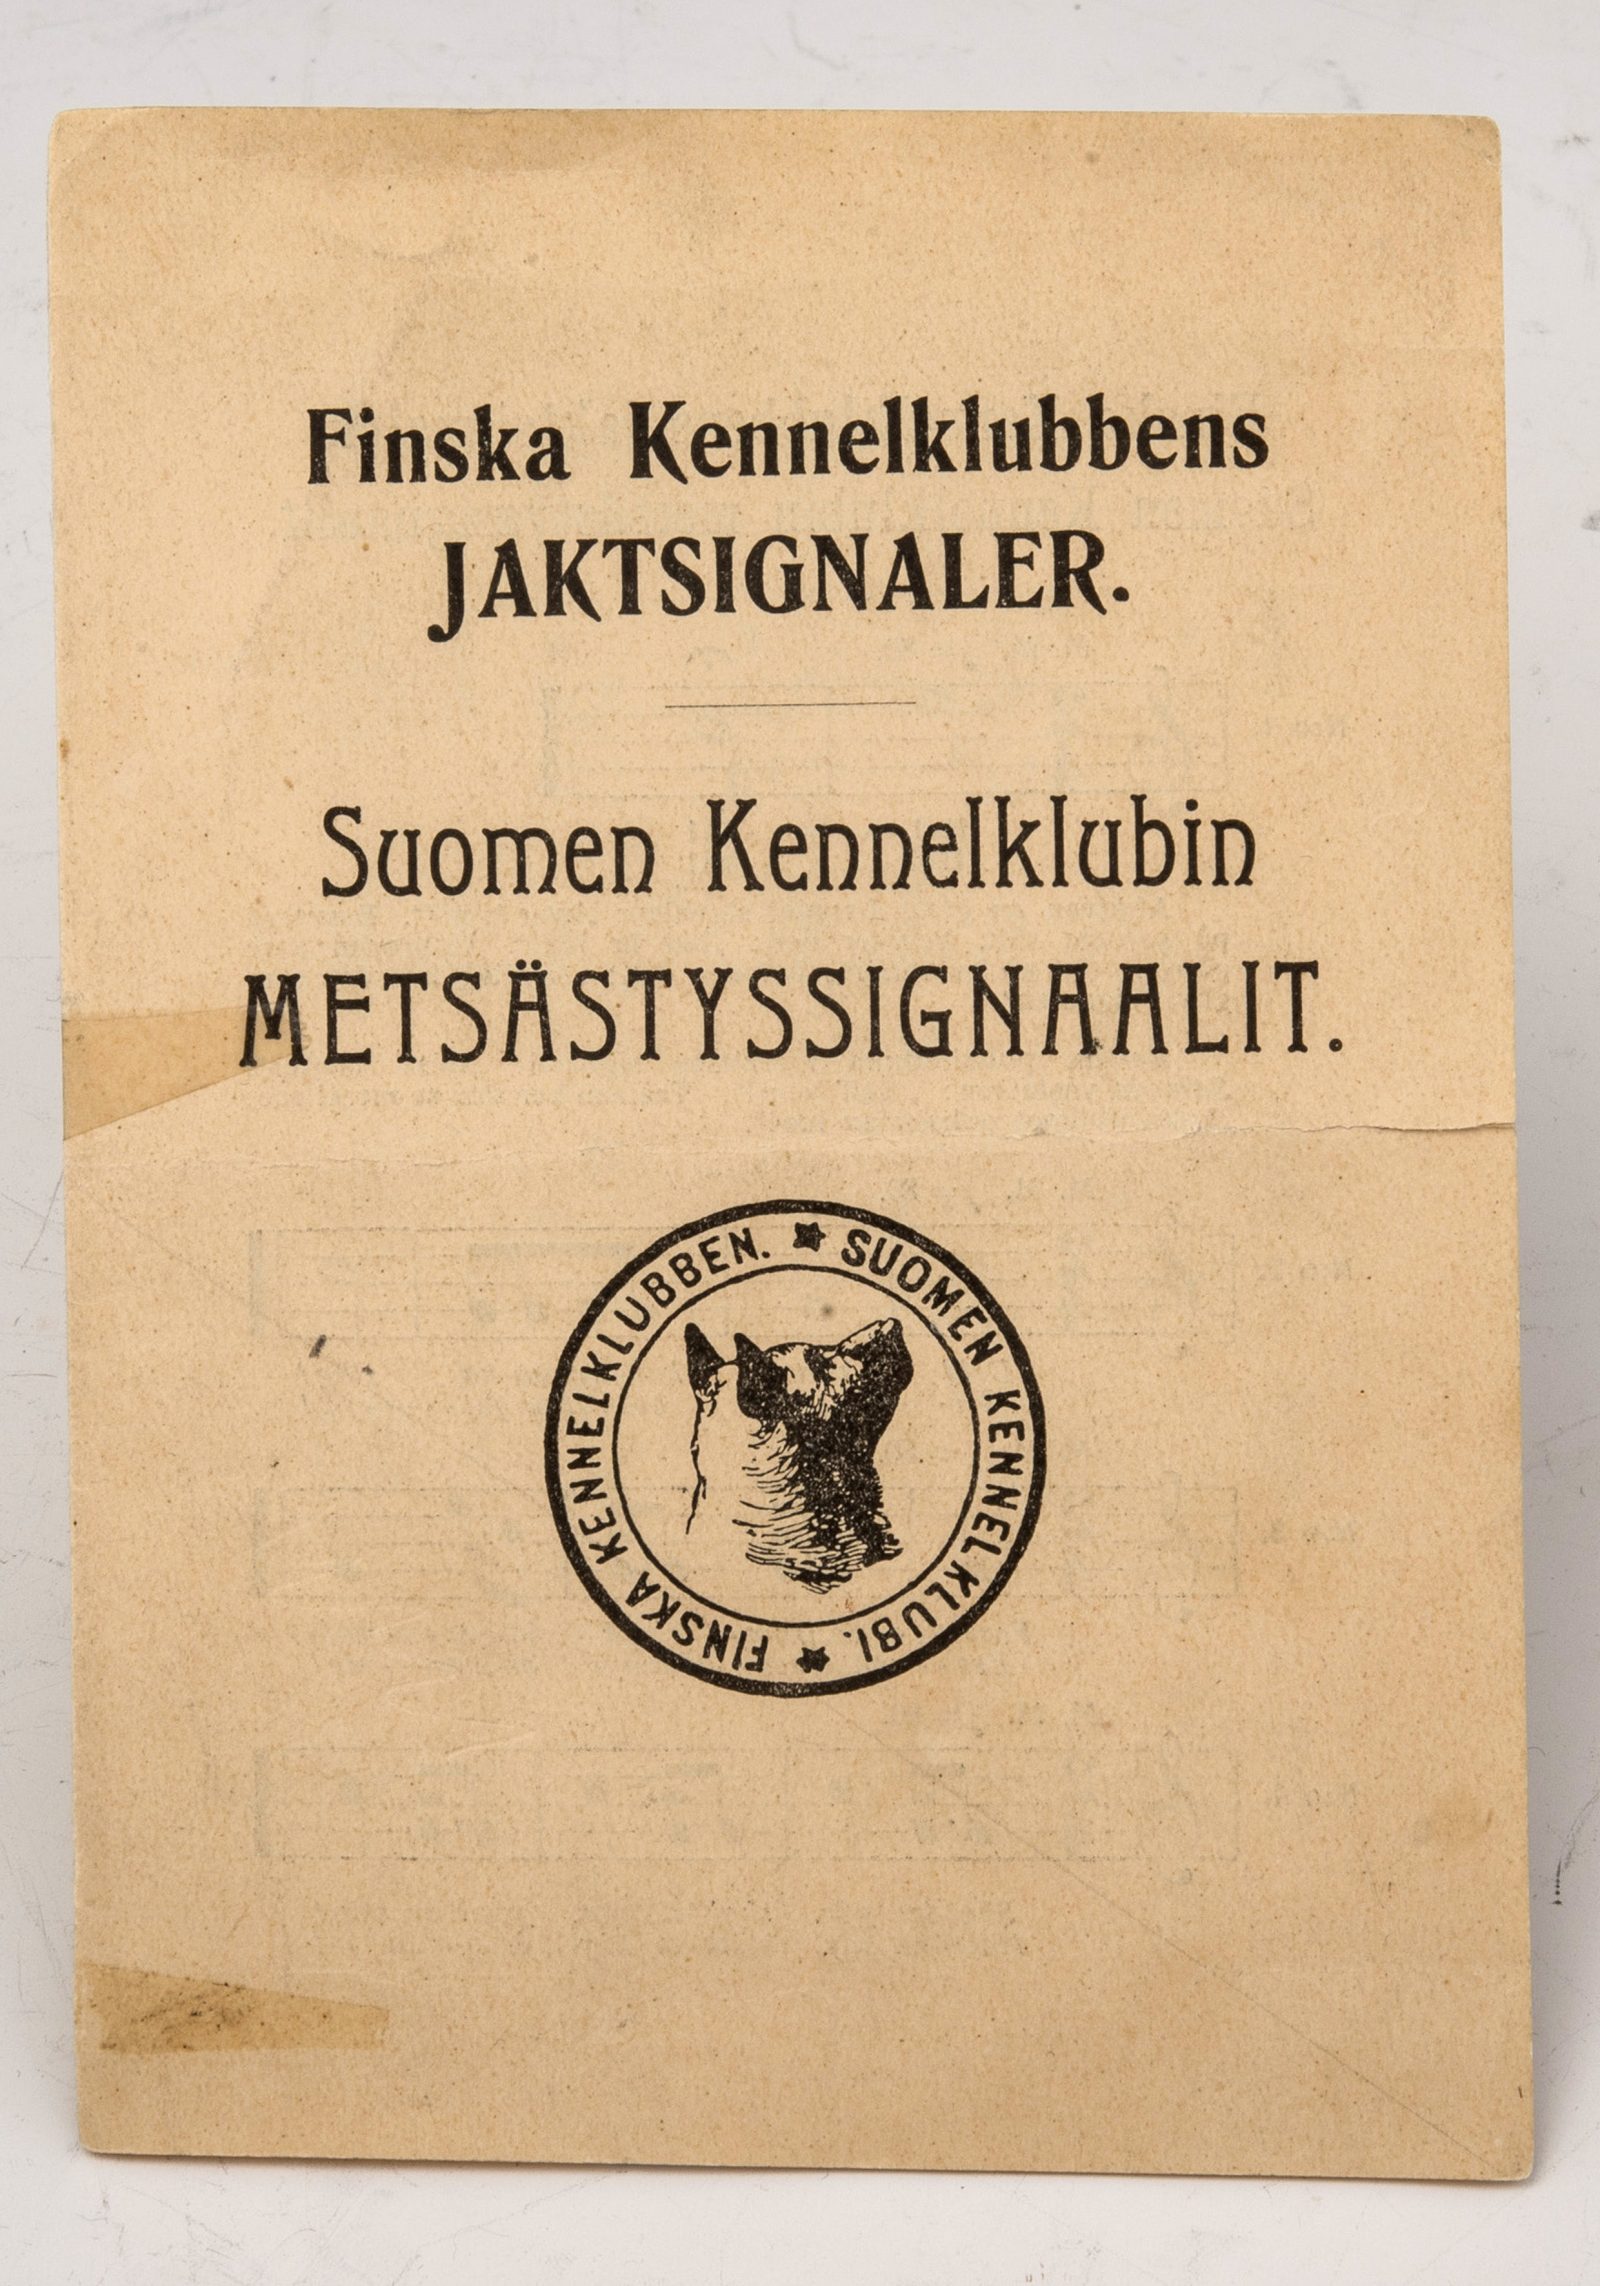 Finska Kennelklubbens
JAKTSIGNALER.
Suomen Kennelklubin
METSÄSTYSSIGNAALIT.
FINSKA KENNELKLUBBEN.
SUOMEN KENNELKLUBI.